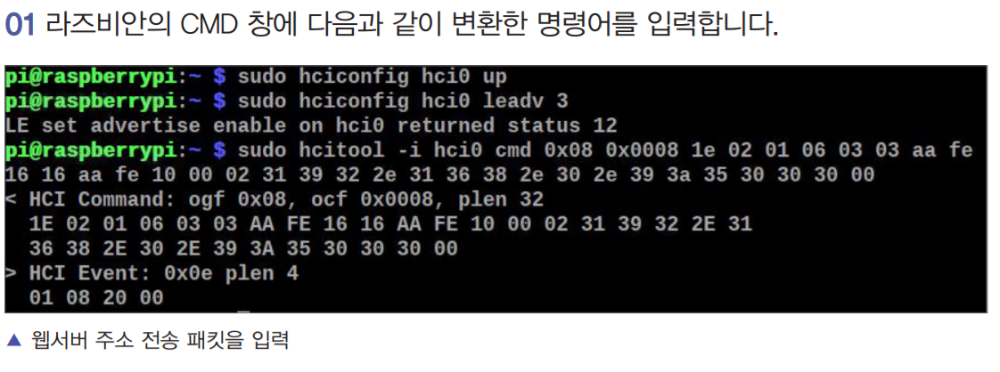 01 라즈비안의 CMD 창에 다음과 같이 변환한 명령어를 입력합니다.
pi@raspberrypi:~ $ sudo hciconfig hci0 up
pi@raspberrypi:~ $ sudo hciconfig hci0 leadv 3
LE set advertise enable on hci0 returned status 12
pi@raspberrypi:~ $ sudo hcitool -i hci0 cmd 0x08 0x0008 1e 02 01 06 03 03 aa fe
16 16 aa fe 10 00 02 31 39 32 2e 31 36 38 2e 30 2e 39 3a 35 30 30 30 00
< HCI Command: ogf 0x08, ocf 0x0008, plen 32
1E 02 01 06 03 03 AA FE 16 16 AA FE 10 00 02 31 39 32 2E 31
36 38 2E 30 2E 39 3A 35 30 30 30 00
> HCI Event: 0x0e plen 4
01 08 20 00
▲ 웹서버 주소 전송 패킷을 입력